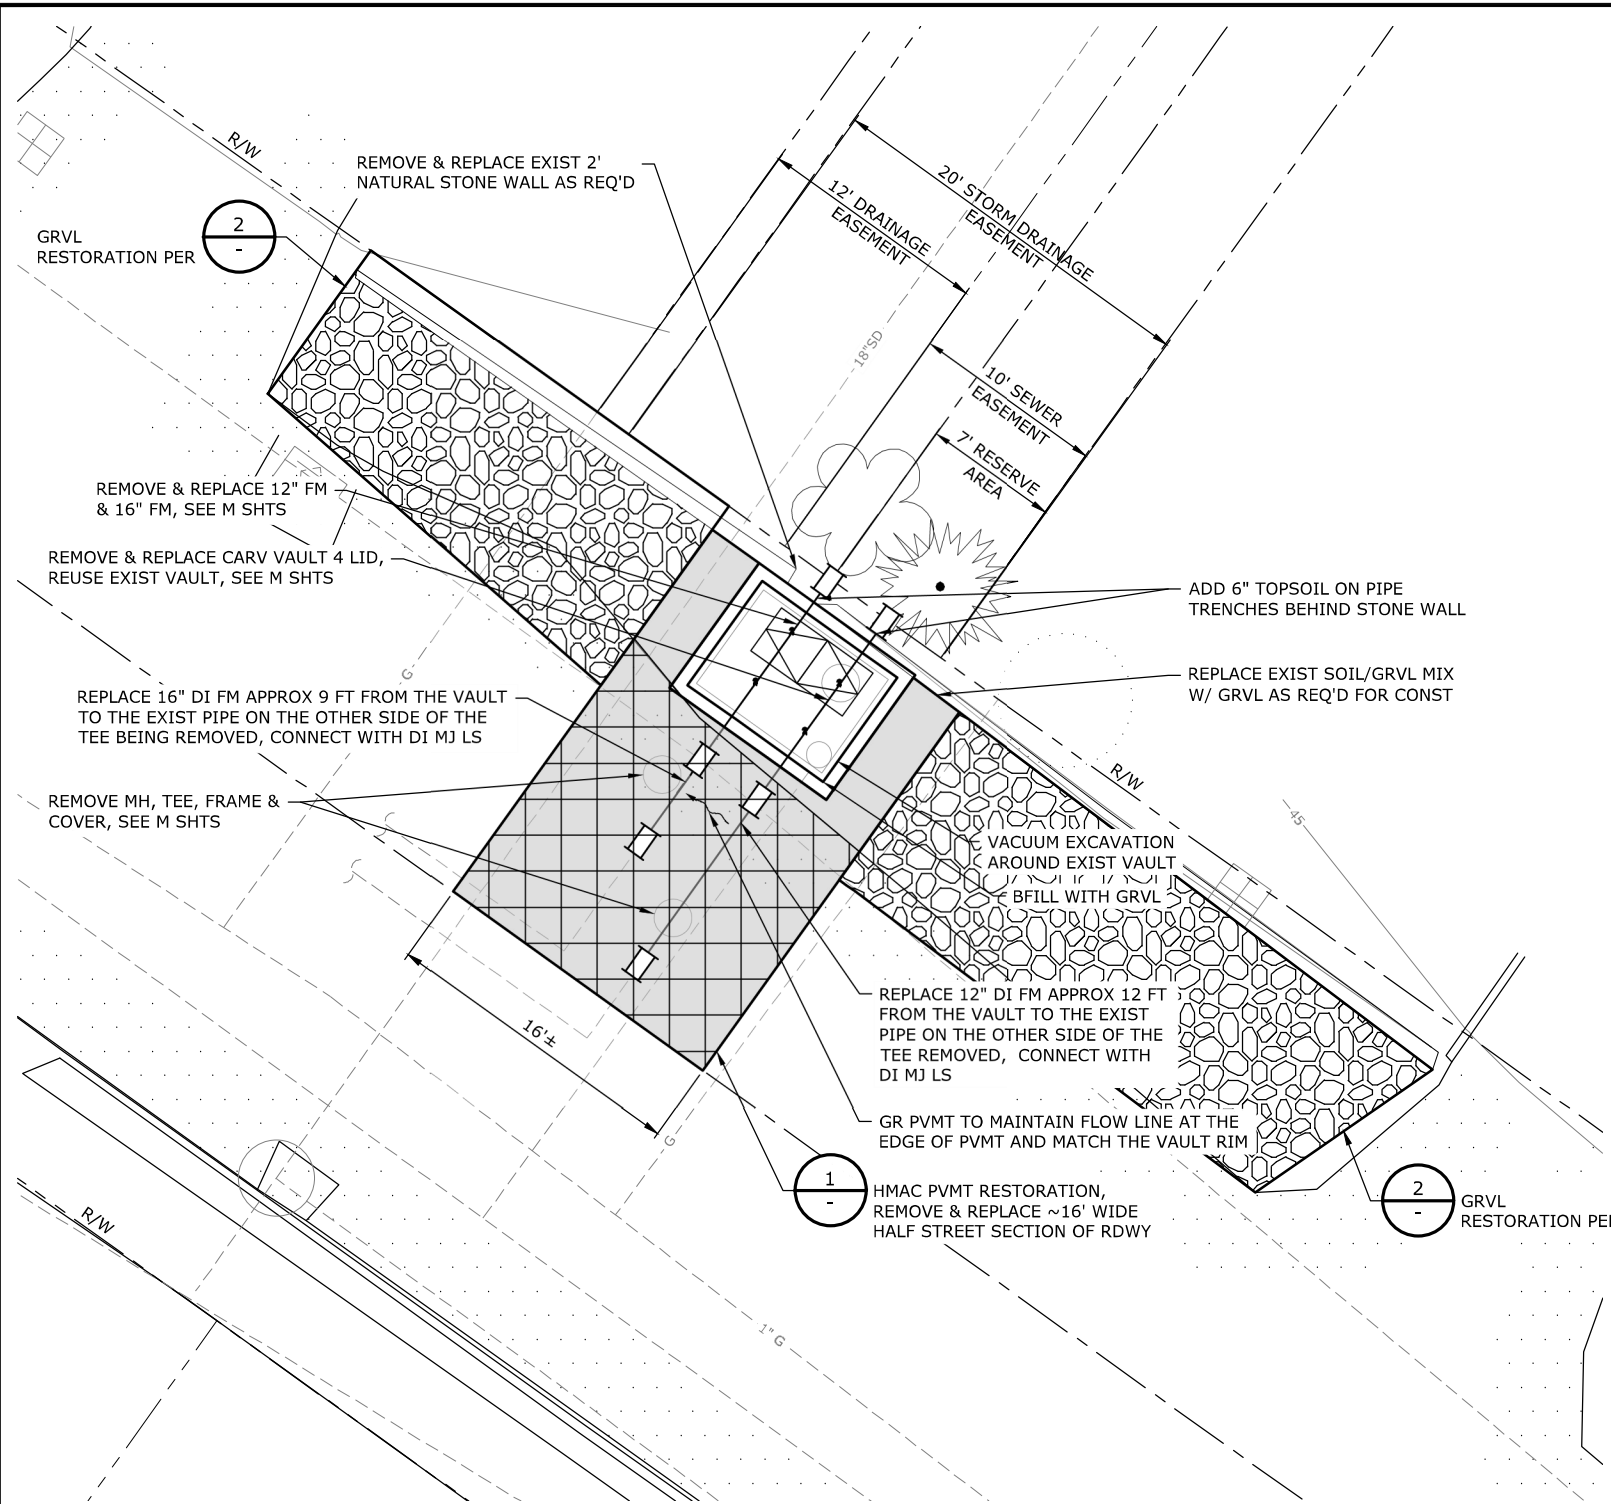 R/W
REMOVE & REPLACE EXIST 2'
NATURAL STONE WALL AS REQ'D
2
-
GRVL
RESTORATION PER
12' DRAINAGE
EASEMENT
20' STORM DRAINAGE
EASEMENT
18"SD
10' SEWER
EASEMENT
7' RESERVE
AREA
REMOVE & REPLACE 12" FM
& 16" FM, SEE M SHTS
REMOVE & REPLACE CARV VAULT 4 LID,
REUSE EXIST VAULT, SEE M SHTS
ADD 6" TOPSOIL ON PIPE
TRENCHES BEHIND STONE WALL
REPLACE EXIST SOIL/GRVL MIX
W/ GRVL AS REQ'D FOR CONST
G
REPLACE 16" DI FM APPROX 9 FT FROM THE VAULT
TO THE EXIST PIPE ON THE OTHER SIDE OF THE
TEE BEING REMOVED, CONNECT WITH DI MJ LS
R/W
REMOVE MH, TEE, FRAME &
COVER, SEE M SHTS
45
VACUUM EXCAVATION
AROUND EXIST VAULT
BFILL WITH GRVL
REPLACE 12" DI FM APPROX 12 FT
FROM THE VAULT TO THE EXIST
PIPE ON THE OTHER SIDE OF THE
TEE REMOVED, CONNECT WITH
DI MJ LS
16'±
GR PVMT TO MAINTAIN FLOW LINE AT THE
EDGE OF PVMT AND MATCH THE VAULT RIM
G
1
-
HMAC PVMT RESTORATION,
REMOVE & REPLACE ~16' WIDE
HALF STREET SECTION OF RDWY
2
-
GRVL
RESTORATION PE
R/W
1" G